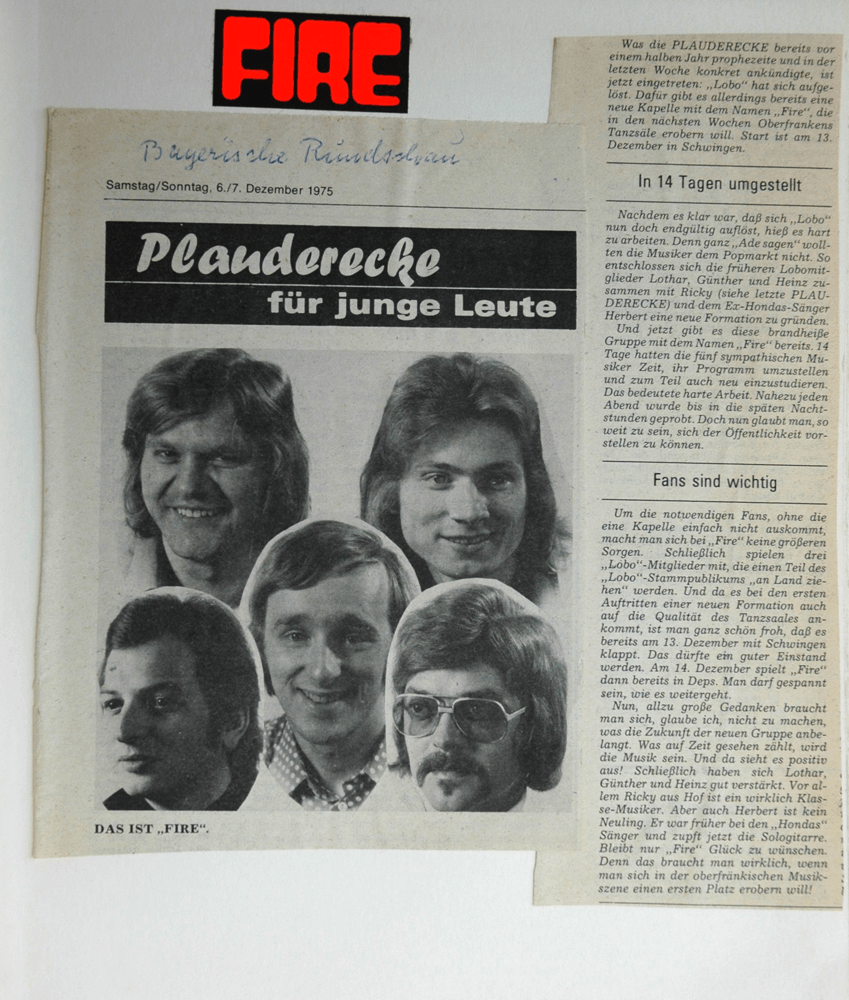 FIRE
Bayerische Rundschau
Samstag/Sonntag, 6./7. Dezember 1975
Plauderecke
für junge Leute
DAS IST „FIRE“.
Was die PLAUDERECKE bereits vor
einem halben Jahr prophezeite und in der
letzten Woche konkret ankündigte, ist
jetzt eingetreten: „Lobo“ hat sich aufge-
löst. Dafür gibt es allerdings bereits eine
neue Kapelle mit dem Namen „Fire“, die
in den nächsten Wochen Oberfrankens
Tanzsäle erobern will. Start ist am 13.
Dezember in Schwingen.
In 14 Tagen umgestellt
Nachdem es klar war, daß sich „Lobo“
nun doch endgültig auflöst, hieß es hart
zu arbeiten. Denn ganz „Ade sagen“ woll-
ten die Musiker dem Popmarkt nicht. So
entschlossen sich die früheren Lobomit-
glieder Lothar, Günther und Heinz zu-
sammen mit Ricky (siehe letzte PLAU-
DERECKE) und dem Ex-Hondas-Sänger
Herbert eine neue Formation zu gründen.
Und jetzt gibt es diese brandheiße
Gruppe mit dem Namen „Fire“ bereits. 14
Tage hatten die fünf sympathischen Mu-
siker Zeit, ihr Programm umzustellen
und zum Teil auch neu einzustudieren.
Das bedeutete harte Arbeit. Nahezu jeden
Abend wurde bis in die späten Nacht-
stunden geprobt. Doch nun glaubt man, so
weit zu sein, sich der Öffentlichkeit vor-
stellen zu können.
Fans sind wichtig
Um die notwendigen Fans, ohne die
eine Kapelle einfach nicht auskommt,
macht man sich bei „Fire“ keine größeren
Sorgen. Schließlich spielen drei
„Lobo“-Mitglieder mit, die einen Teil des
„Lobo“-Stammpublikums „an Land zie-
hen“ werden. Und da es bei den ersten
Auftritten einer neuen Formation auch
auf die Qualität des Tanzsaales an-
kommt, ist man ganz schön froh, daß es
bereits am 13. Dezember mit Schwingen
klappt. Das dürfte ein guter Einstand
werden. Am 14. Dezember spielt „Fire“
dann bereits in Deps. Man darf gespannt
sein, wie es weitergeht.
Nun, allzu große Gedanken braucht
man sich, glaube ich, nicht zu machen,
was die Zukunft der neuen Gruppe anbe-
langt. Was auf Zeit gesehen zählt, wird
die Musik sein. Und da sieht es positiv
aus! Schließlich haben sich Lothar,
Günther und Heinz gut verstärkt. Vor al-
lem Ricky aus Hof ist ein wirklich Klas-
se-Musiker. Aber auch Herbert ist kein
Neuling. Er war früher bei den „Hondas“
Sänger und zupft jetzt die Sologitarre.
Bleibt nur „Fire“ Glück zu wünschen.
Denn das braucht man wirklich, wenn
man sich in der oberfränkischen Musik-
szene einen ersten Platz erobern will!